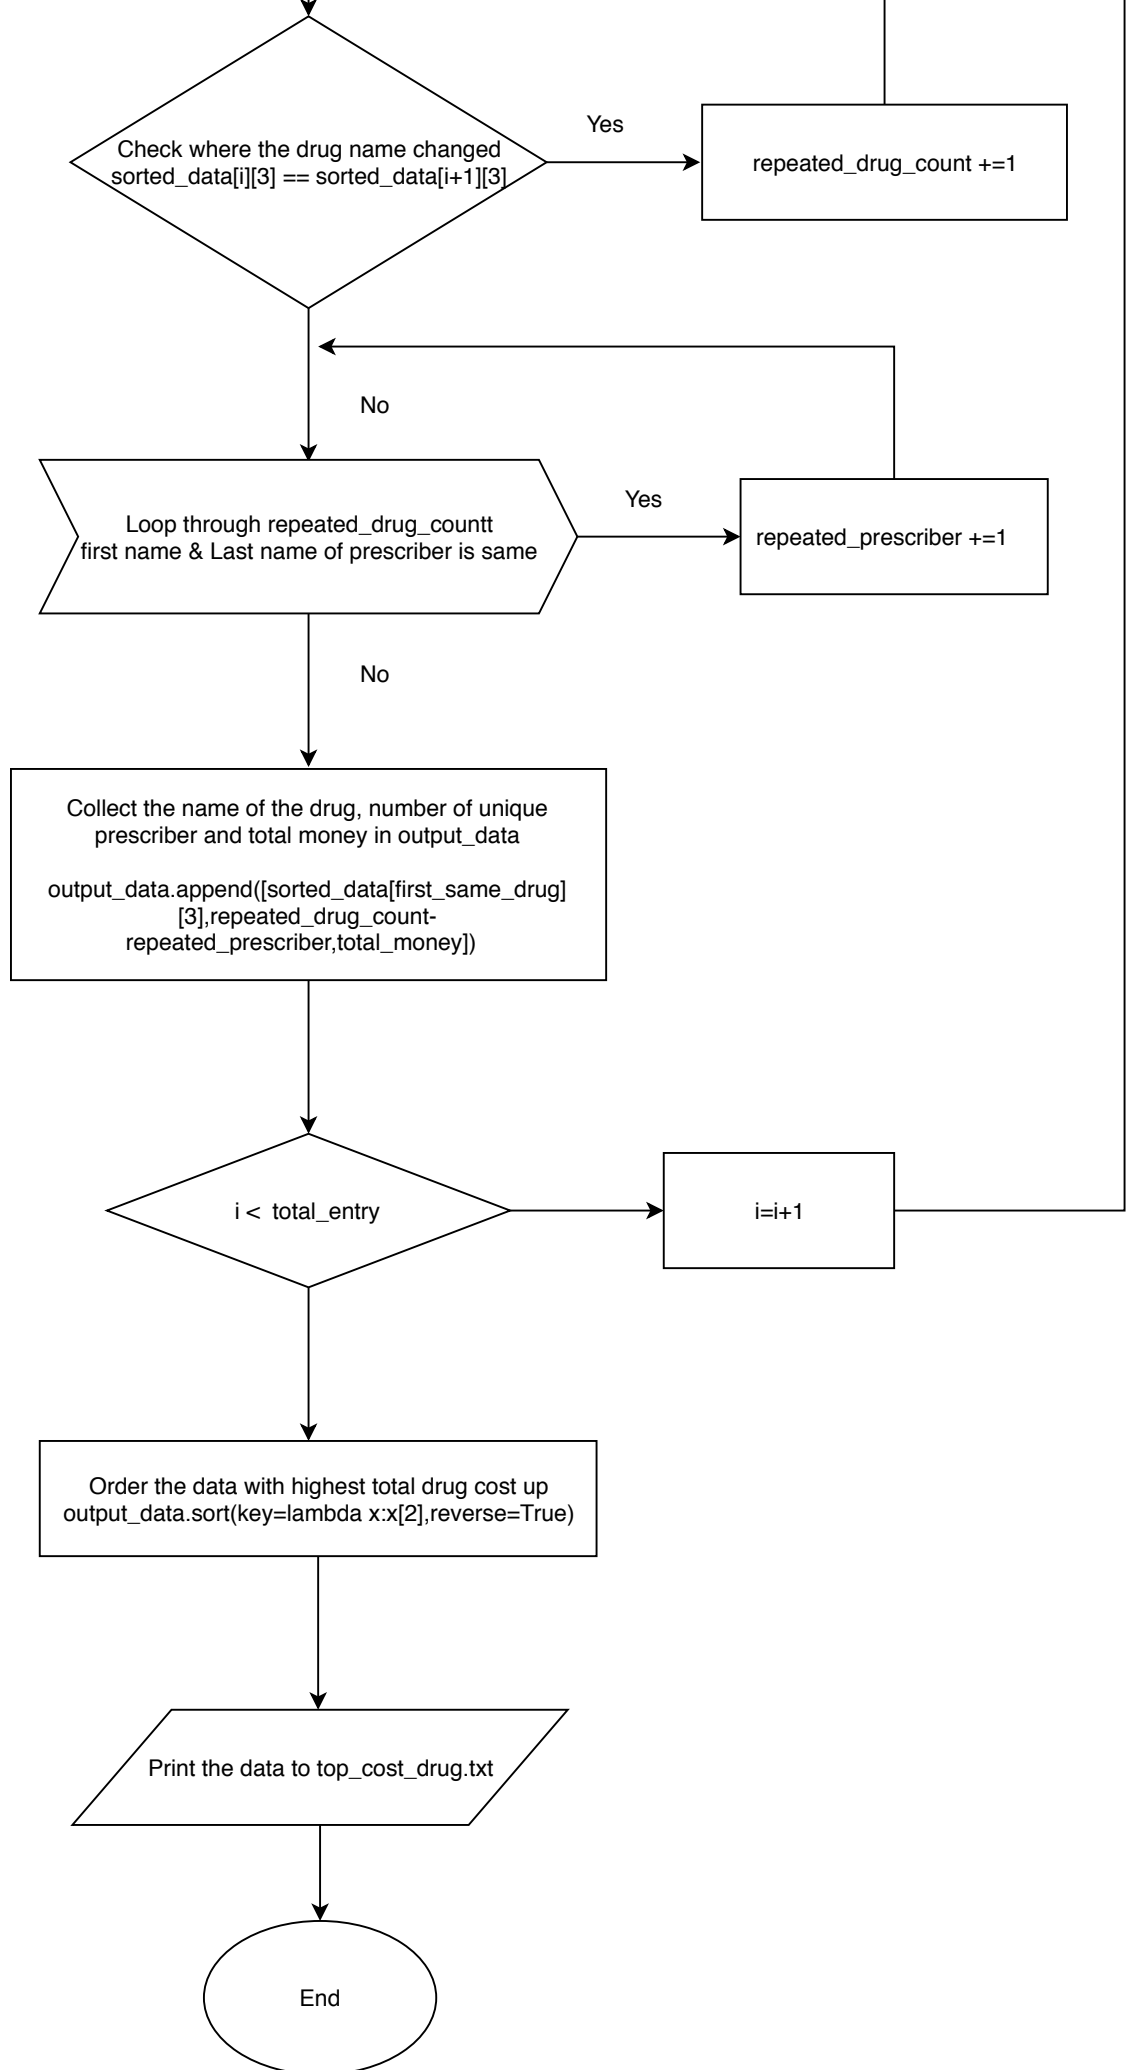 Check where the drug name changed
sorted_data[i][3] == sorted_data[i+1][3]
Yes
repeated_drug_count +=1
No
Loop through repeated_drug_countt
first name & Last name of prescriber is same
Yes
repeated_prescriber +=1
No
Collect the name of the drug, number of unique
prescriber and total money in output_data
output_data.append([sorted_data[first_same_drug]
[3],repeated_drug_count-
repeated_prescriber,total_money])
i < total_entry
i=i+1
Order the data with highest total drug cost up
output_data.sort(key=lambda x:x[2],reverse=True)
Print the data to top_cost_drug.txt
End